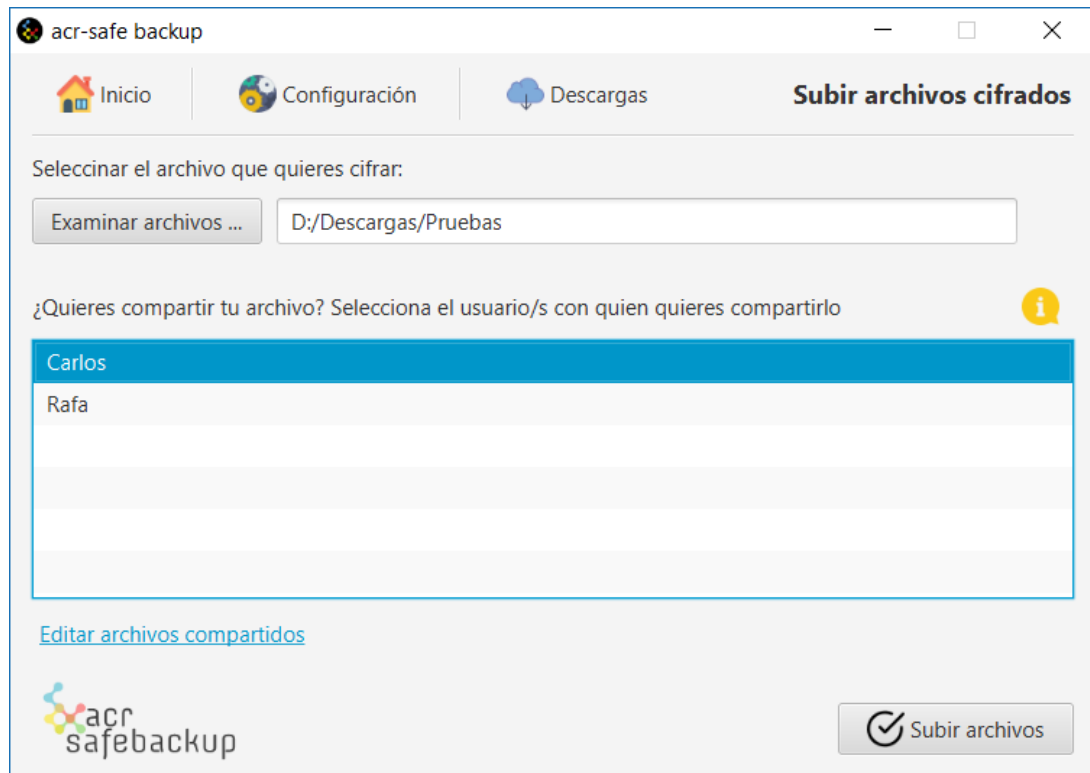 acr-safe backup
Inicio
Configuración
Descargas
Subir archivos cifrados
Seleccinar el archivo que quieres cifrar:
Examinar archivos ...
D:/Descargas/Pruebas
¿Quieres compartir tu archivo? Selecciona el usuario/s con quien quieres compartirlo
i
Carlos
Rafa
Editar archivos compartidos
acr
safebackup
Subir archivos